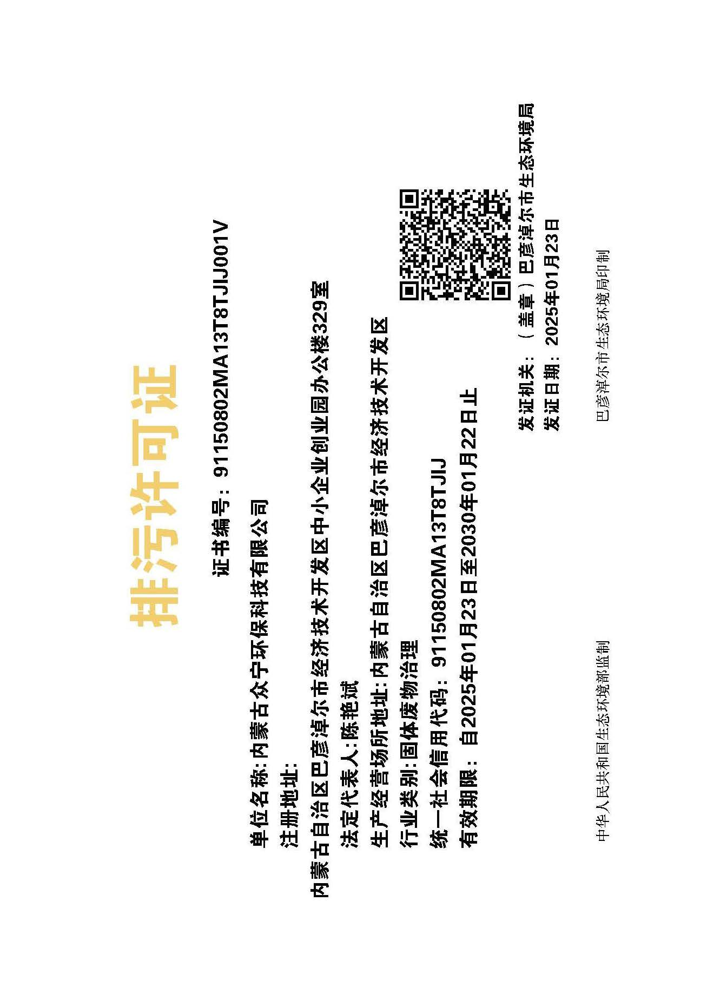 排污许可证
证书编号：91150802MA13T8TJIJ001V
单位名称:内蒙古众宁环保科技有限公司
注册地址:
内蒙古自治区巴彦淖尔市经济技术开发区中小企业创业园办公楼329室
法定代表人:陈艳斌
生产经营场所地址:内蒙古自治区巴彦淖尔市经济技术开发区
行业类别:固体废物治理
统一社会信用代码：91150802MA13T8TJIJ
有效期限：自2025年01月23日至2030年01月22日止
发证机关：（盖章）巴彦淖尔市生态环境局
发证日期：2025年01月23日
中华人民共和国生态环境部监制
巴彦淖尔市生态环境局印制